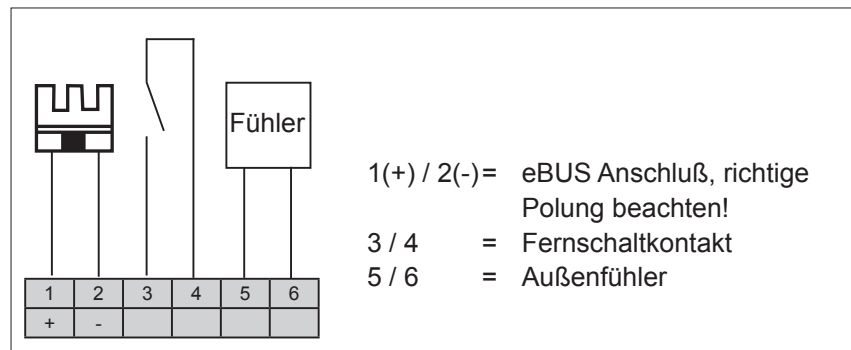 Fühler
1(+) / 2(-) = eBUS Anschluß, richtige
Polung beachten!
3 / 4 = Fernschaltkontakt
5 / 6 = Außenfühler
1 2 3 4 5 6
+ -